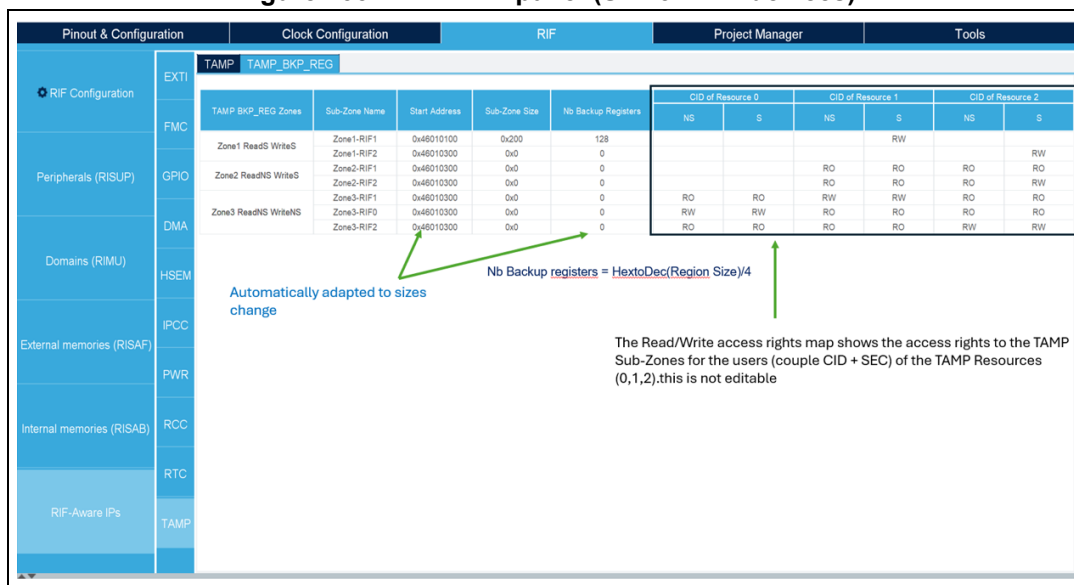 Pinout & Configuration Clock Configuration RIF Project Manager Tools
RIF Configuration
Peripherals (RISUP)
Domains (RIMU)
External memories (RISAF)
Internal memories (RISAB)
RIF-Aware IPs
EXTI
FMC
GPIO
DMA
HSEM
IPCC
PWR
RCC
RTC
TAMP
TAMP TAMP_BKP_REG
CID of Resource 0 CID of Resource 1 CID of Resource 2
TAMP BKP_REG Zones Sub-Zone Name Start Address Sub-Zone Size Nb Backup Registers NS S NS S NS S
Zone1 ReadS WriteS
Zone1-RIF1 0x46010100 0x200 128 RW
Zone1-RIF2 0x46010300 0x0 0 RW
Zone2 ReadNS WriteS
Zone2-RIF1 0x46010300 0x0 0 RO RO RO RO
Zone2-RIF2 0x46010300 0x0 0 RO RO RO RW
Zone3-RIF1 0x46010300 0x0 0 RO RO RW RW RO RO
Zone3 ReadNS WriteNS Zone3-RIF0 0x46010300 0x0 0 RW RW RO RO RO RO
Zone3-RIF2 0x46010300 0x0 0 RO RO RO RO RW RW
Nb Backup registers = HextoDec(Region Size)/4
Automatically adapted to sizes
change
The Read/Write access rights map shows the access rights to the TAMP
Sub-Zones for the users (couple CID + SEC) of the TAMP Resources
(0,1,2).this is not editable